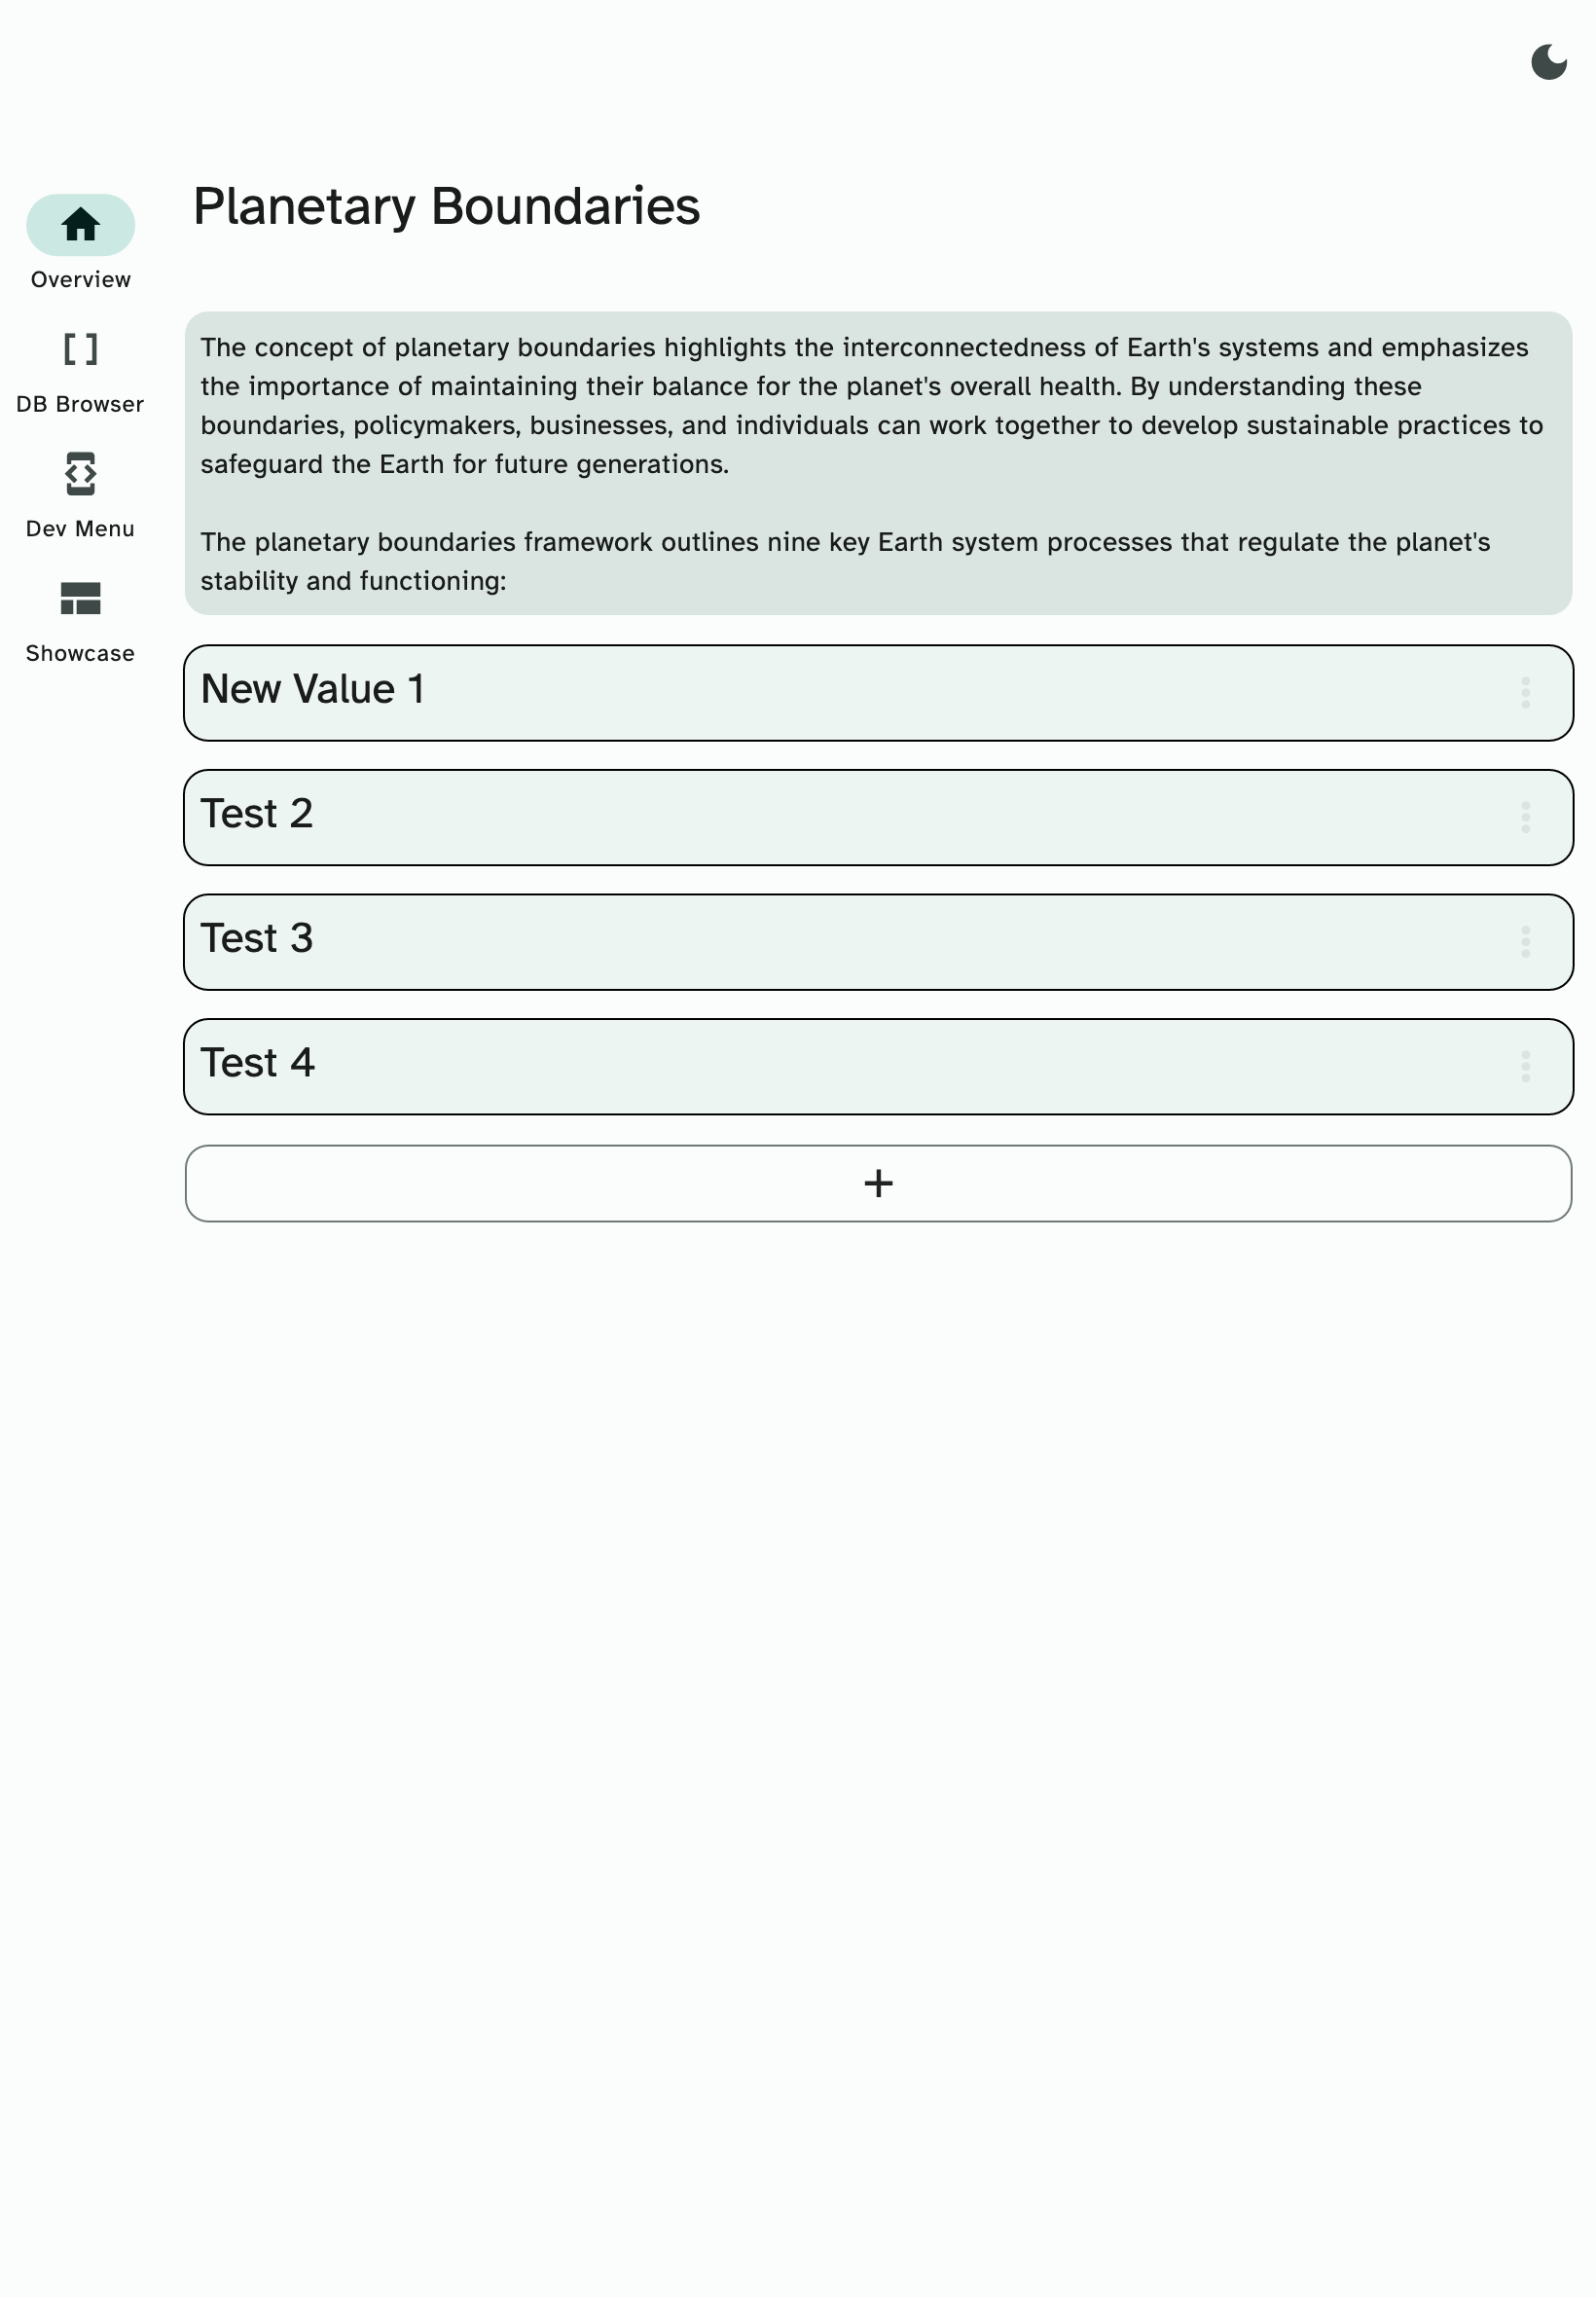 Planetary Boundaries
Overview
DB Browser
Dev Menu
Showcase
The concept of planetary boundaries highlights the interconnectedness of Earth's systems and emphasizes
the importance of maintaining their balance for the planet's overall health. By understanding these
boundaries, policymakers, businesses, and individuals can work together to develop sustainable practices to
safeguard the Earth for future generations.
The planetary boundaries framework outlines nine key Earth system processes that regulate the planet's
stability and functioning:
New Value 1
Test 2
Test 3
Test 4